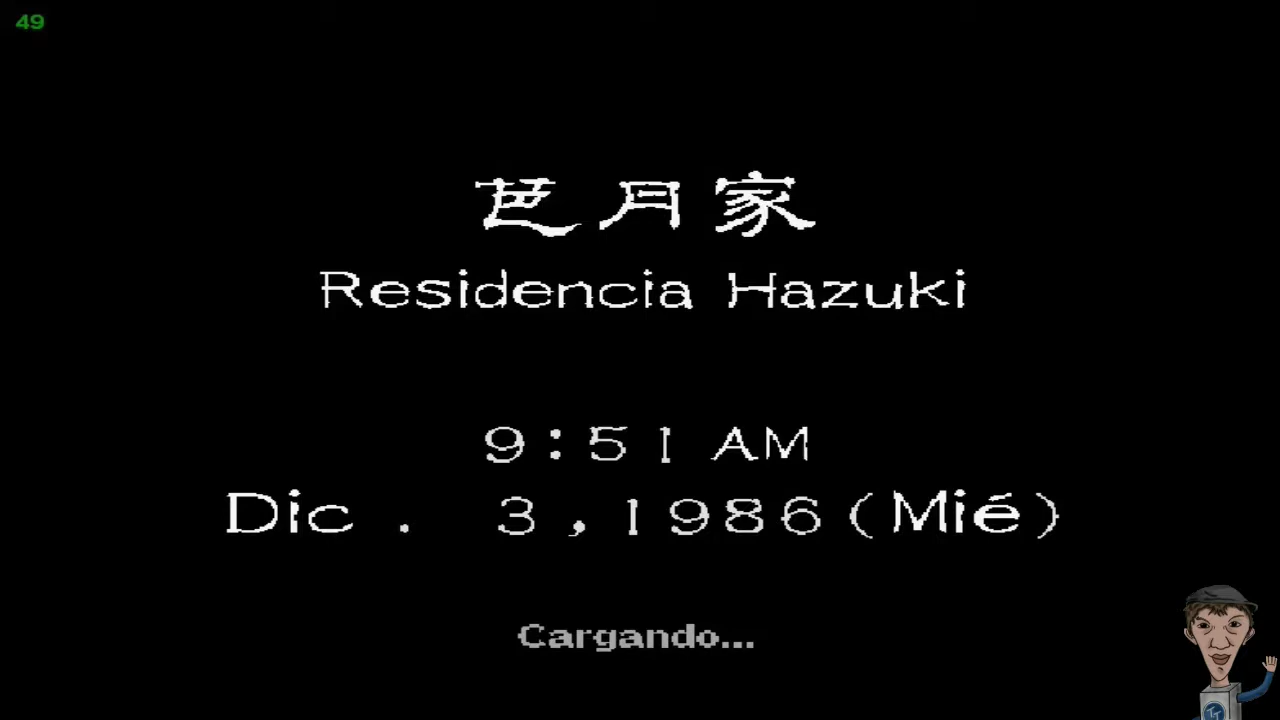 49
芭月家
Residencia Hazuki
9:51 AM
Dic. 3,1986(Mié)
Cargando...